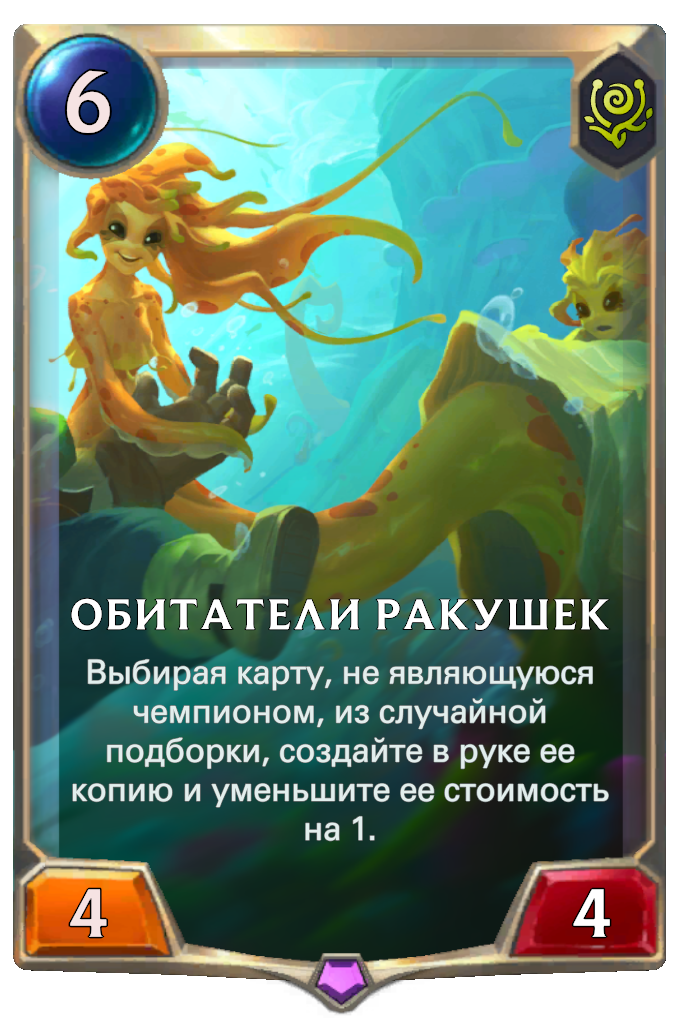 6
ОБИТАТЕЛИ РАКУШЕК
Выбирая карту, не являющуюся
чемпионом, из случайной
подборки, создайте в руке ее
копию и уменьшите ее стоимость
на 1.
4
4